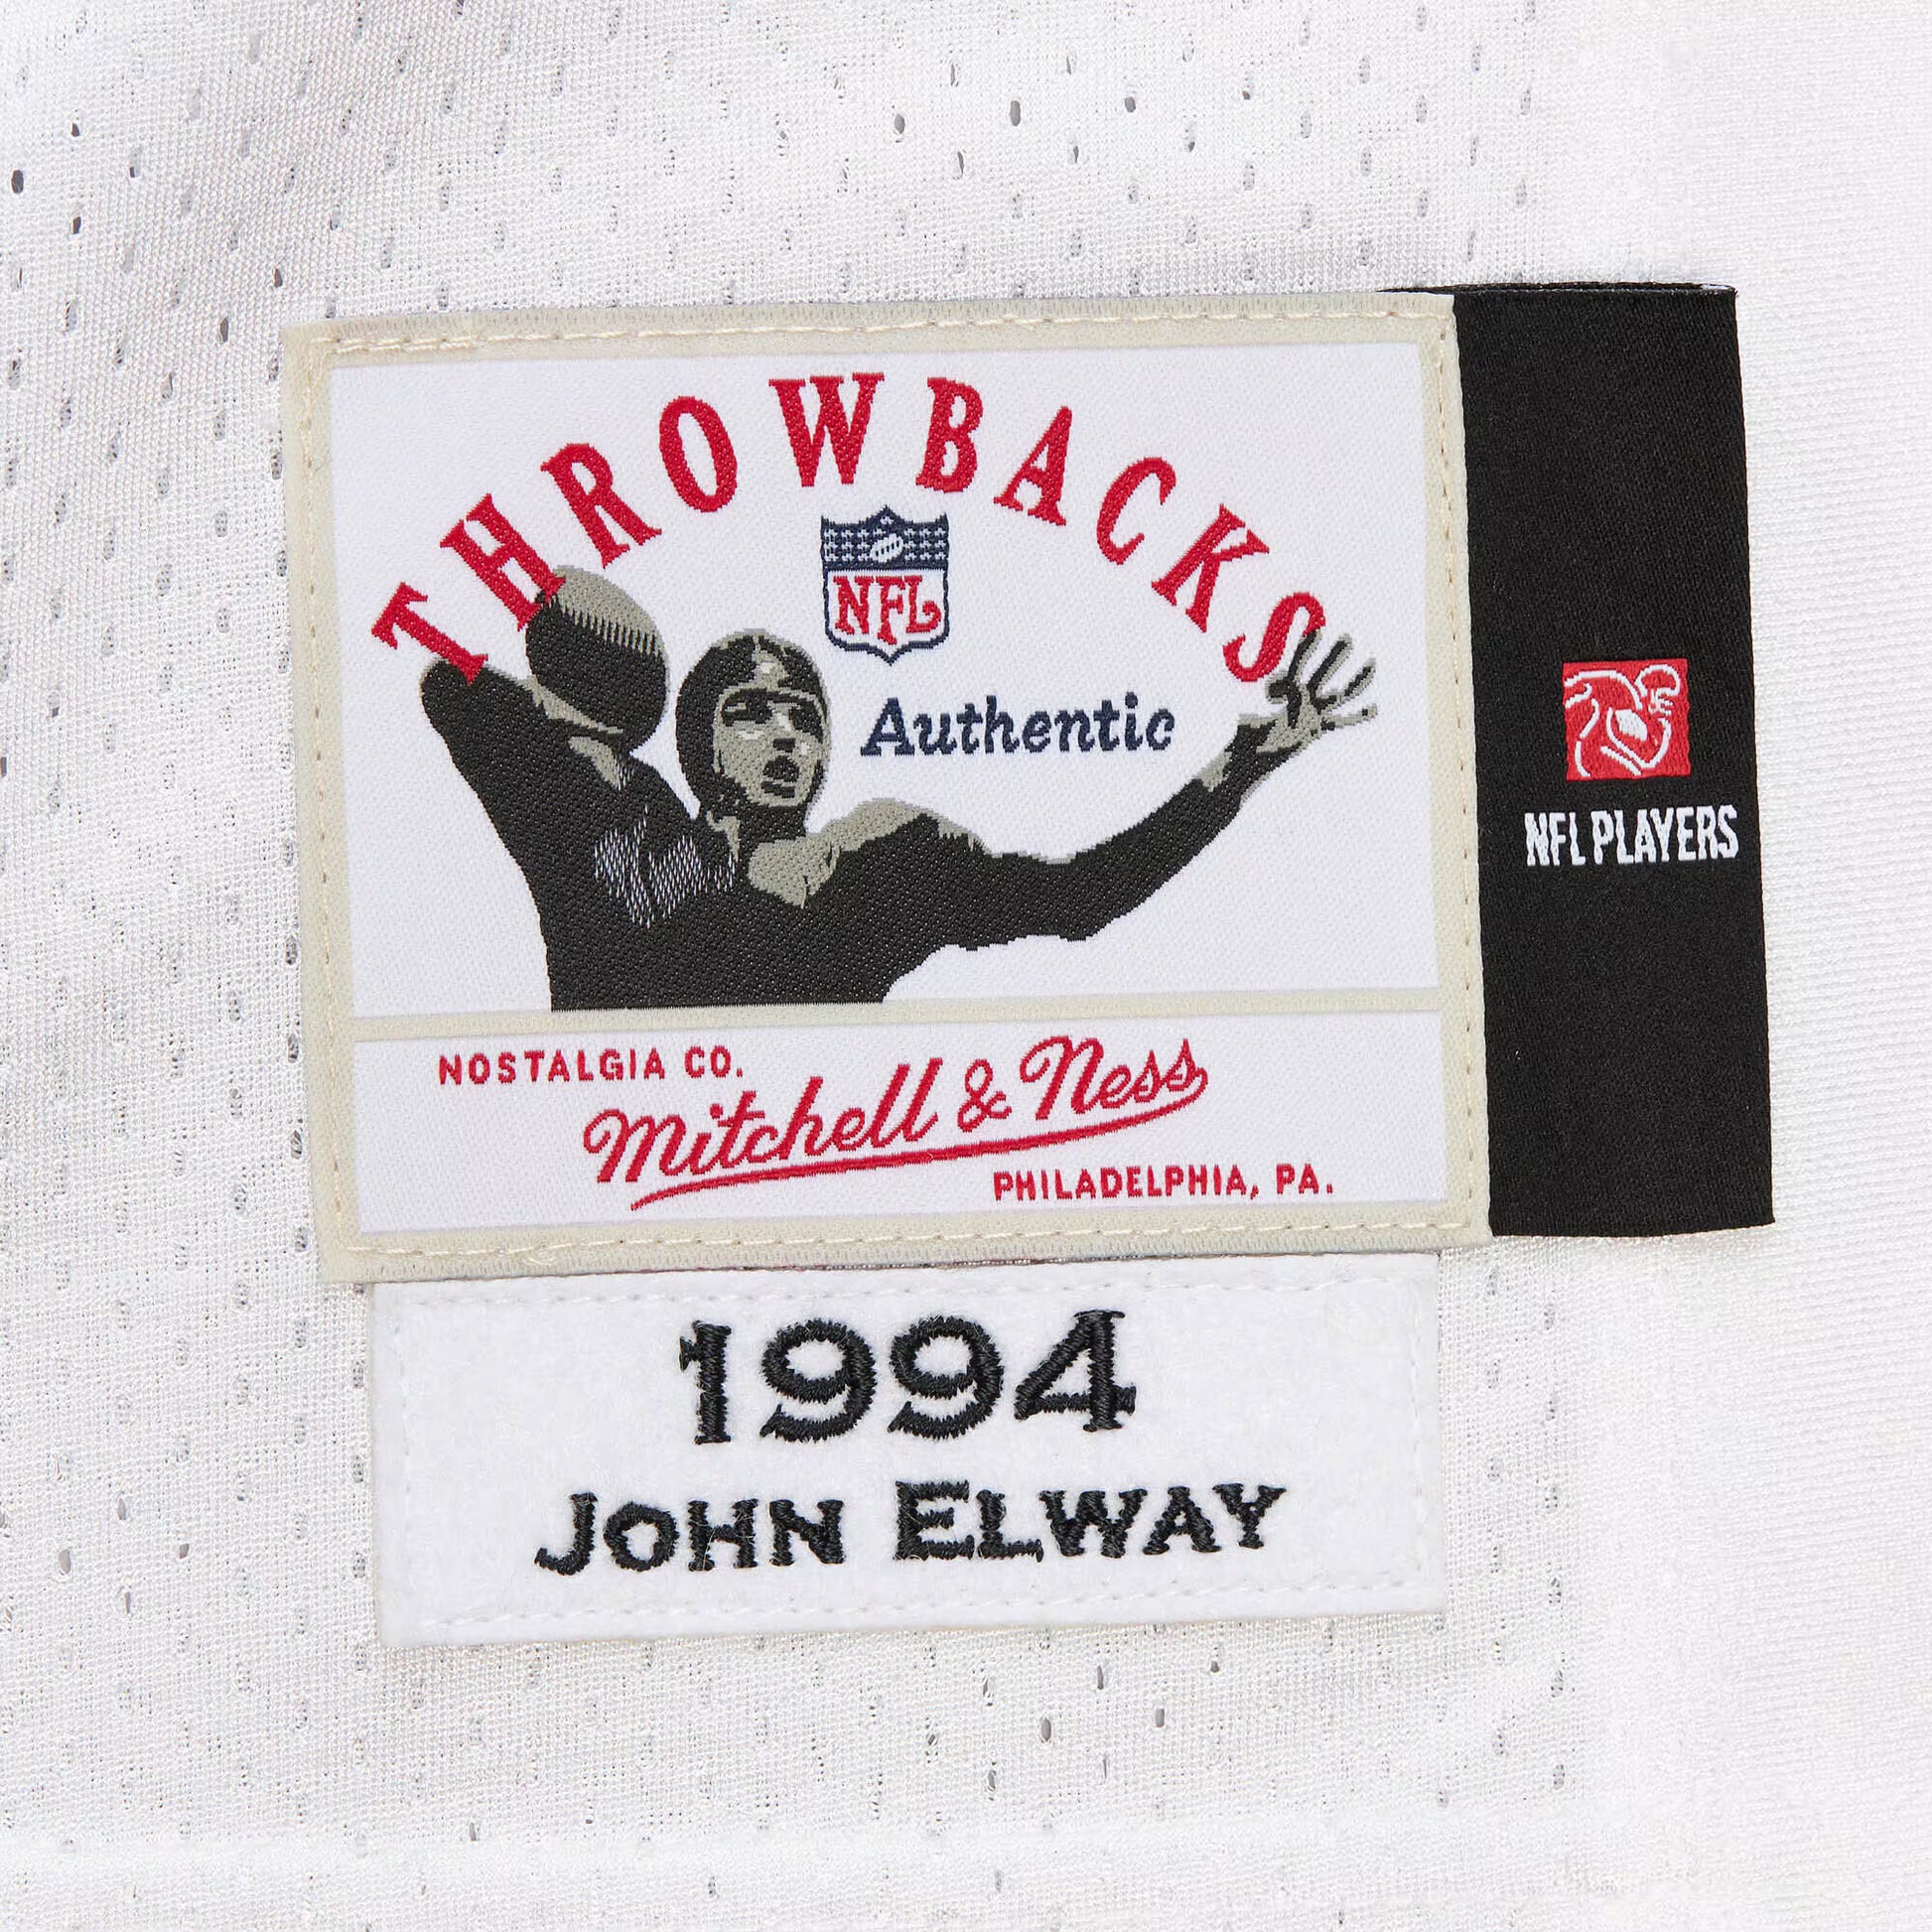 THROWBACKS
NFL
Authentic
NFL PLAYERS
NOSTALGIA CO.
Mitchell & Ness
PHILADELPHIA, PA.
1994
JOHN ELWAY